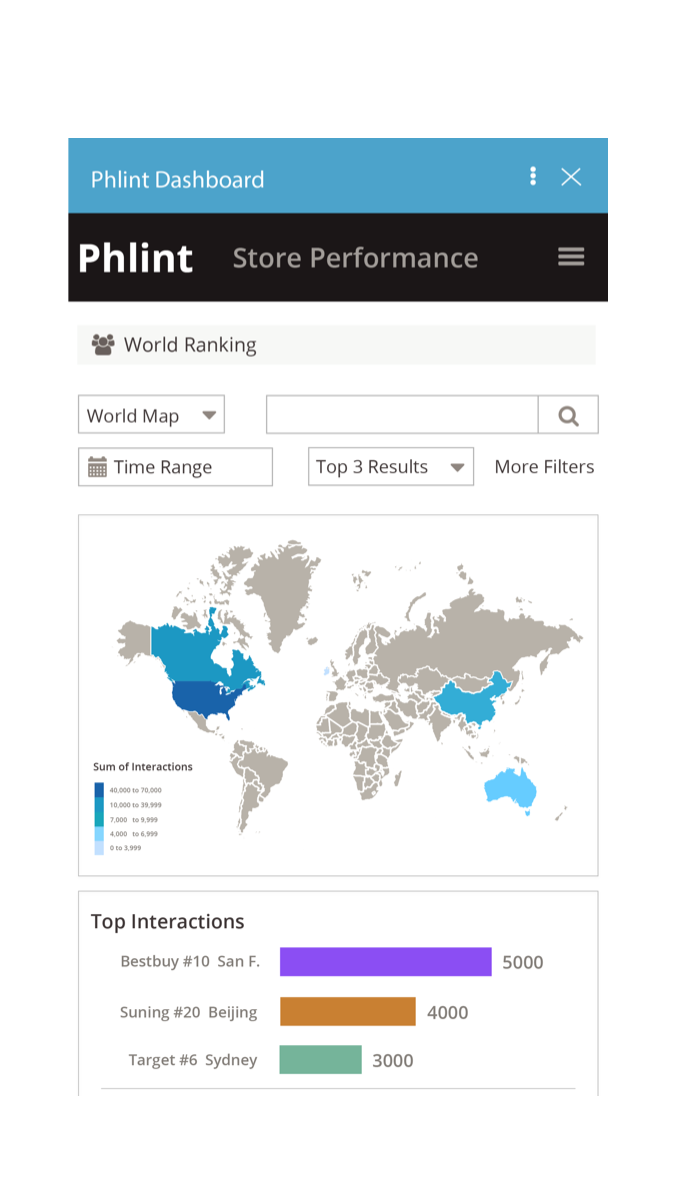 Phlint Dashboard
Phlint Store Performance
World Ranking
World Map
Time Range Top 3 Results More Filters
Sum of Interactions
40,000 to 70,000
10,000 to 39,999
7,000 to 9,999
4,000 to 6,999
0 to 3,999
Top Interactions
Bestbuy #10 San F. 5000
Suning #20 Beijing 4000
Target #6 Sydney 3000